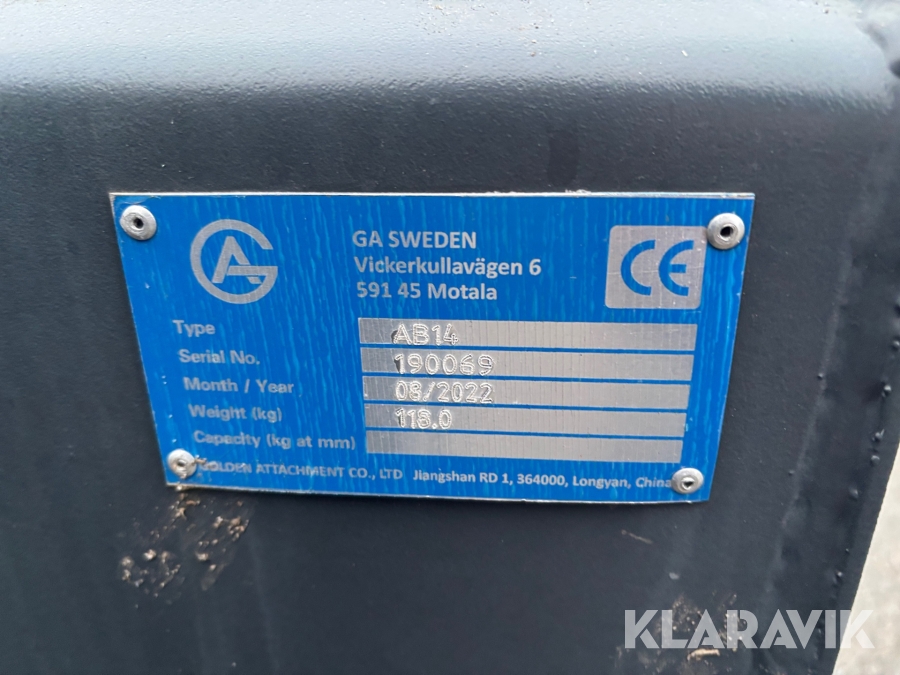 GA
GA SWEDEN
Vickerkullavägen 6
591 45 Motala
CE
Type AB14
Serial No. 190069
Month / Year 08/2022
Weight (kg) 118.0
Capacity (kg at mm)
GOLDEN ATTACHMENT CO., LTD Jiangshan RD 1, 364000, Longyan, China
KLARAVIK